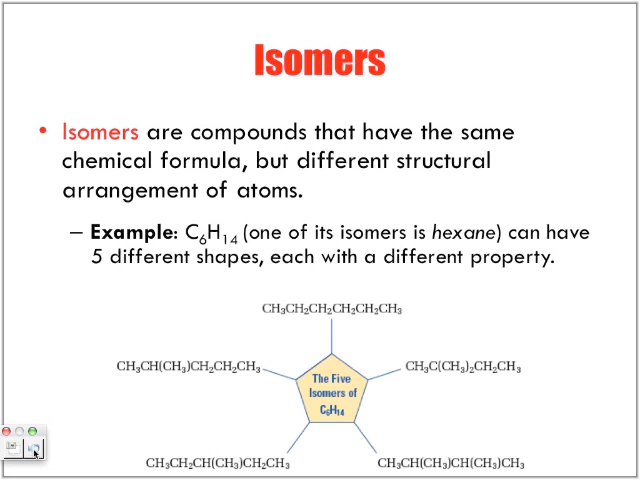 Isomers
• Isomers are compounds that have the same
chemical formula, but different structural
arrangement of atoms.
– Example: C₆H₁₄ (one of its isomers is hexane) can have
5 different shapes, each with a different property.
CH₃CH₂CH₂CH₂CH₂CH₃
CH₃CH(CH₃)CH₂CH₂CH₃
CH₃C(CH₃)₂CH₂CH₃
The Five
Isomers of
C₆H₁₄
CH₃CH₂CH(CH₃)CH₂CH₃
CH₃CH(CH₃)CH(CH₃)CH₃